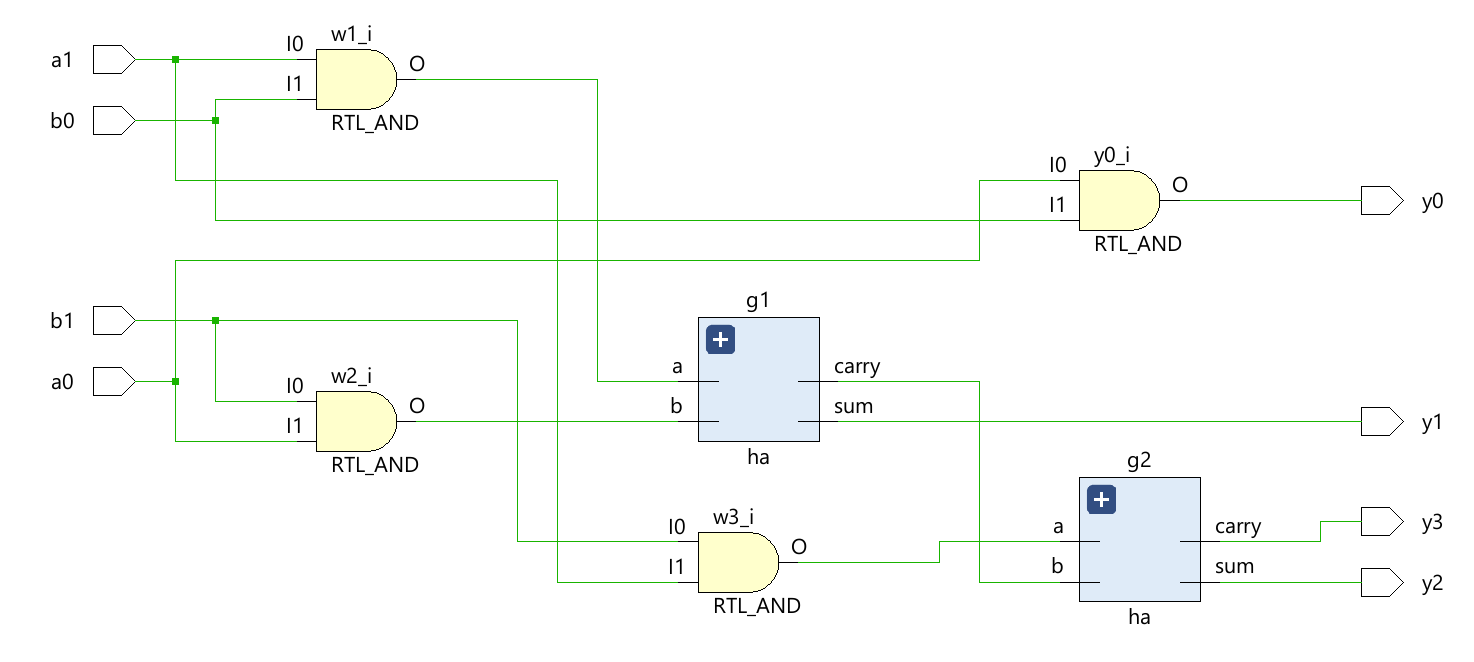 w1_i
a1
I0
O
I1
b0
RTL_AND
y0_i
I0
O
I1
y0
RTL_AND
g1
b1
a
carry
w2_i
a0
I0
O
b
sum
I1
y1
ha
RTL_AND
g2
w3_i
I0
O
a
carry
y3
I1
b
sum
y2
RTL_AND
ha